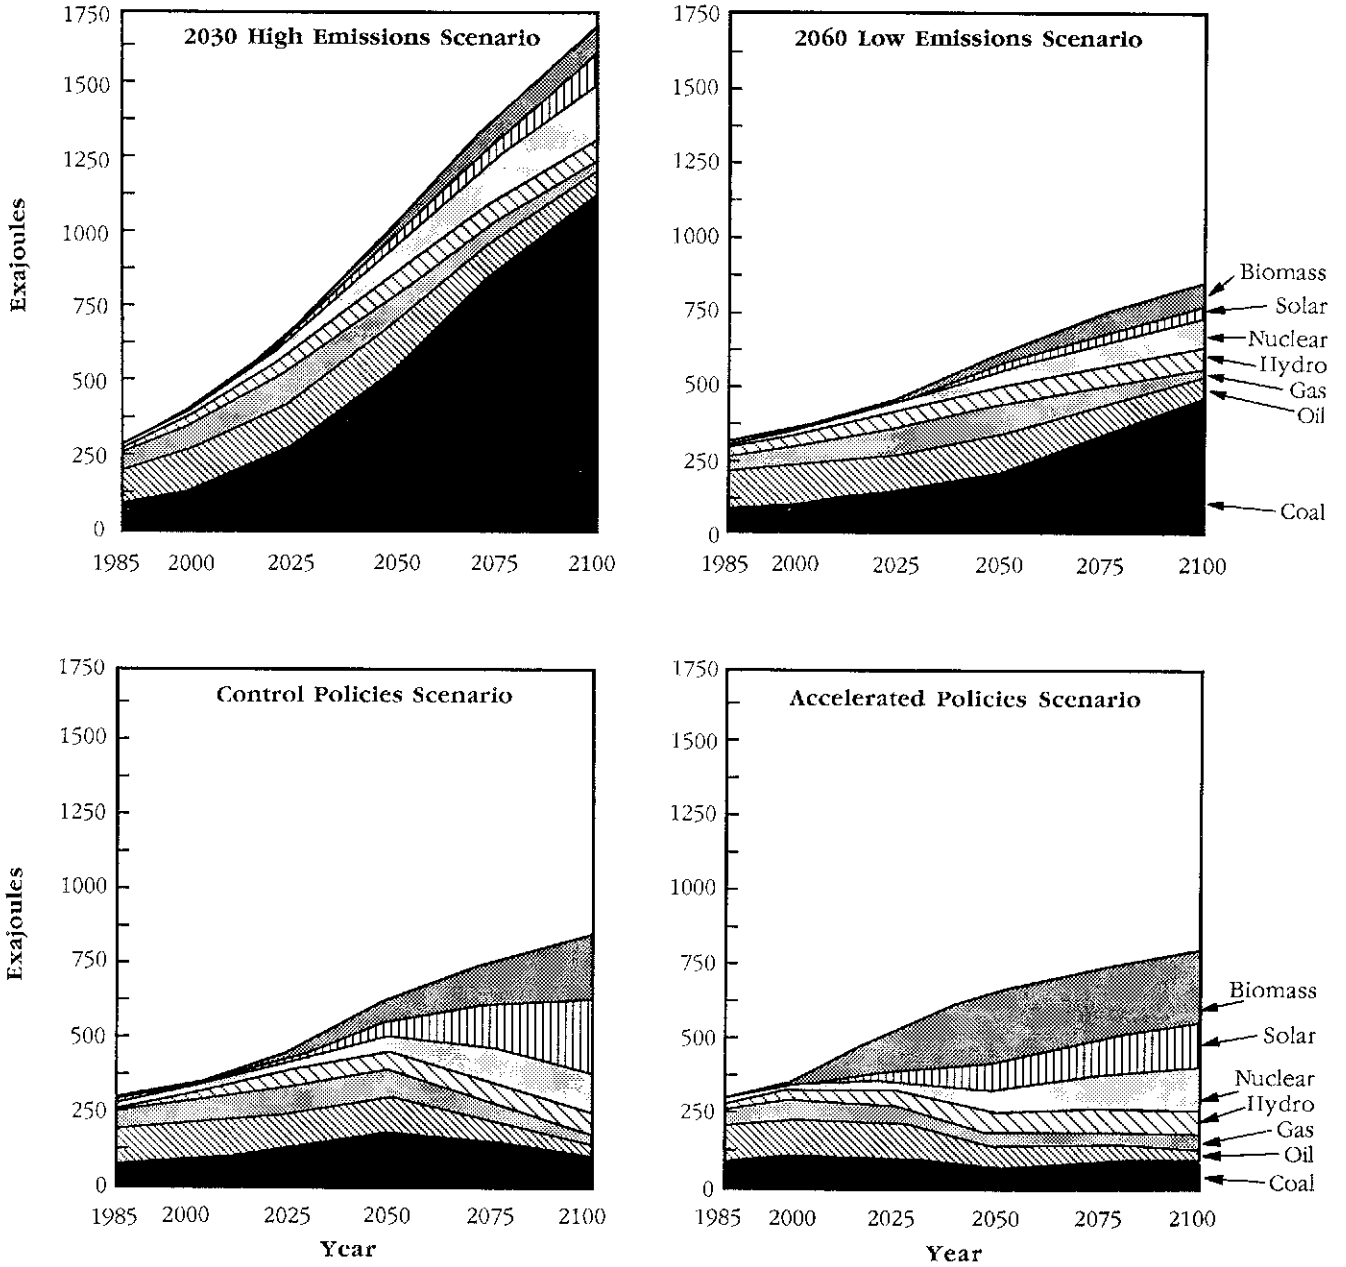 2030 High Emissions Scenario
1750
1500
1250
1000
750
500
250
0
Exajoules
1985 2000 2025 2050 2075 2100
2060 Low Emissions Scenario
1750
1500
1250
1000
750
500
250
0
1985 2000 2025 2050 2075 2100
Biomass
Solar
Nuclear
Hydro
Gas
Oil
Coal
Control Policies Scenario
1750
1500
1250
1000
750
500
250
0
Exajoules
1985 2000 2025 2050 2075 2100
Year
Accelerated Policies Scenario
1750
1500
1250
1000
750
500
250
0
1985 2000 2025 2050 2075 2100
Year
Biomass
Solar
Nuclear
Hydro
Gas
Oil
Coal